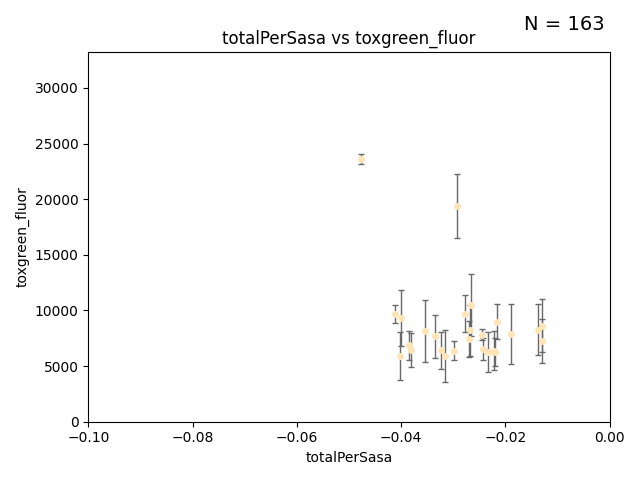 N = 163
totalPerSasa vs toxgreen_fluor
30000
25000
20000
15000
10000
5000
0
toxgreen_fluor
−0.10 −0.08 −0.06 −0.04 −0.02 0.00
totalPerSasa